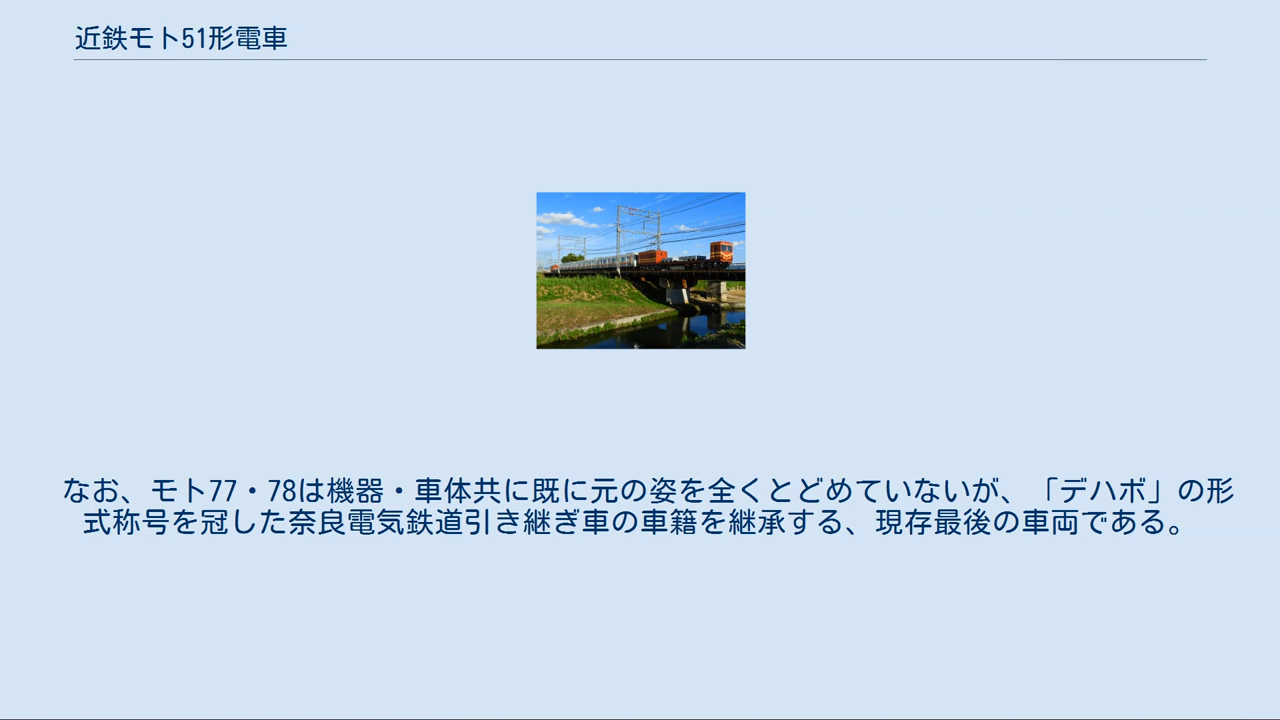 近鉄モト51形電車
なお、モト77・78は機器・車体共に既に元の姿を全くとどめていないが、「デハボ」の形
式称号を冠した奈良電気鉄道引き継ぎ車の車籍を継承する、現存最後の車両である。